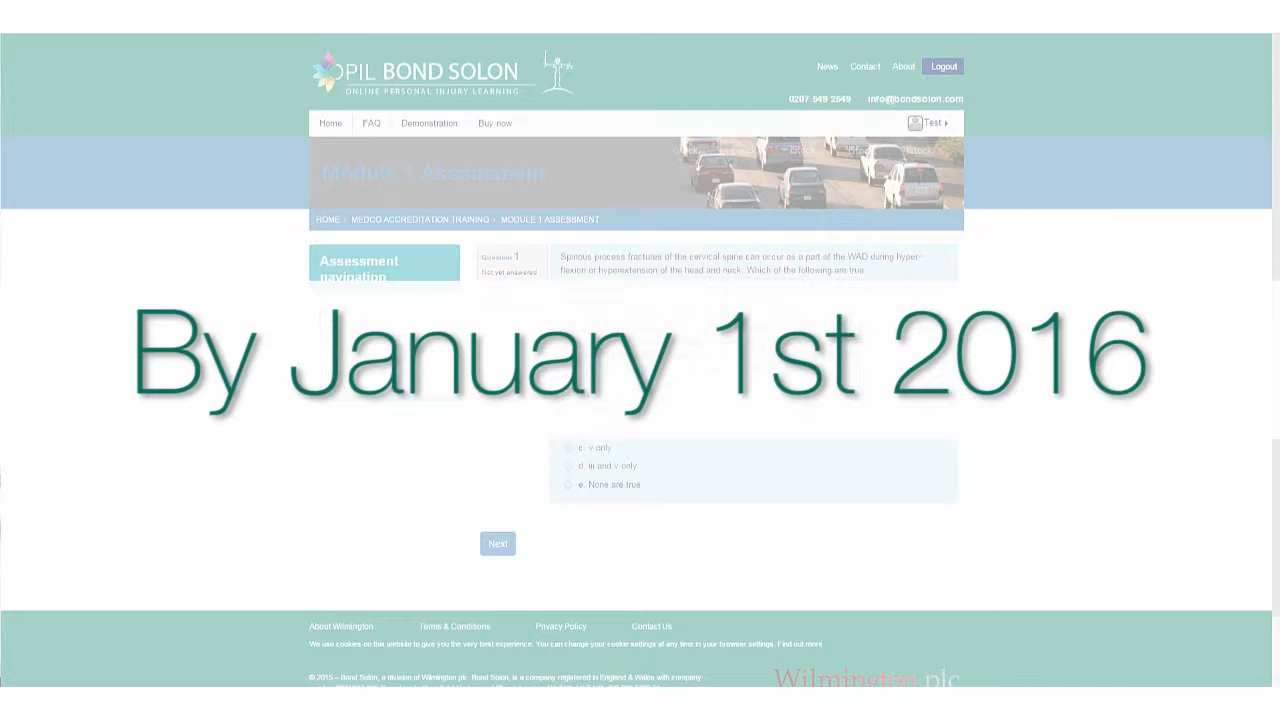 OPIL BOND SOLON
ONLINE PERSONAL INJURY LEARNING
News Contact About Logout
0207 549 2549 info@bondsolon.com
Home FAQ Demonstration Buy now
Test
Module 1 Assessment
HOME > MEDCO ACCREDITATION TRAINING > MODULE 1 ASSESSMENT
Assessment
navigation
Question 1
Not yet answered
Spinous process fractures of the cervical spine can occur as a part of the WAD during hyper-
flexion or hyperextension of the head and neck. Which of the following are true
By January 1st 2016
c. v only
d. iii and v only
e. None are true
Next
About Wilmington Terms & Conditions Privacy Policy Contact Us
We use cookies on this website to give you the very best experience. You can change your cookie settings at any time in your browser settings. Find out more
© 2015 – Bond Solon, a division of Wilmington plc. Bond Solon, is a company registered in England & Wales with company
Wilmington plc